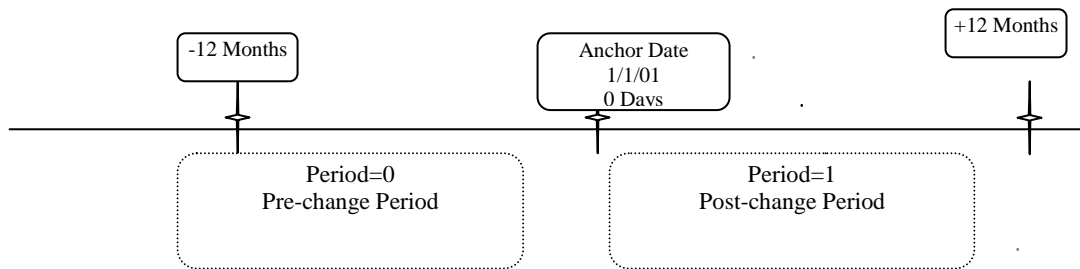 -12 Months
Anchor Date
1/1/01
0 Days
+12 Months
Period=0
Pre-change Period
Period=1
Post-change Period